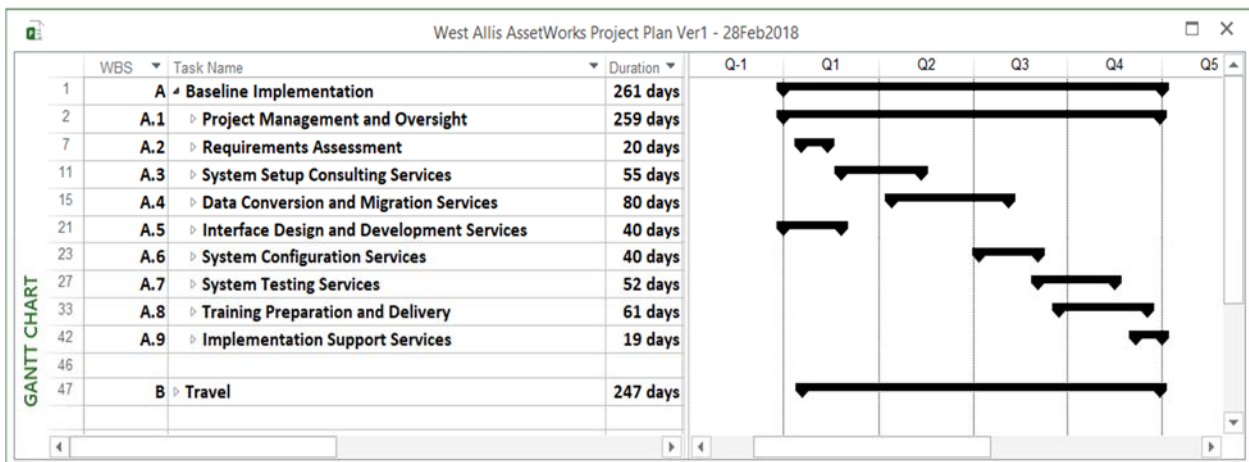 West Allis AssetWorks Project Plan Ver1 - 28Feb2018
WBS Task Name Duration Q-1 Q1 Q2 Q3 Q4 Q5
1 A Baseline Implementation 261 days
2 A.1 Project Management and Oversight 259 days
7 A.2 Requirements Assessment 20 days
11 A.3 System Setup Consulting Services 55 days
15 A.4 Data Conversion and Migration Services 80 days
21 A.5 Interface Design and Development Services 40 days
23 A.6 System Configuration Services 40 days
27 A.7 System Testing Services 52 days
33 A.8 Training Preparation and Delivery 61 days
42 A.9 Implementation Support Services 19 days
46
47 B Travel 247 days
GANTT CHART